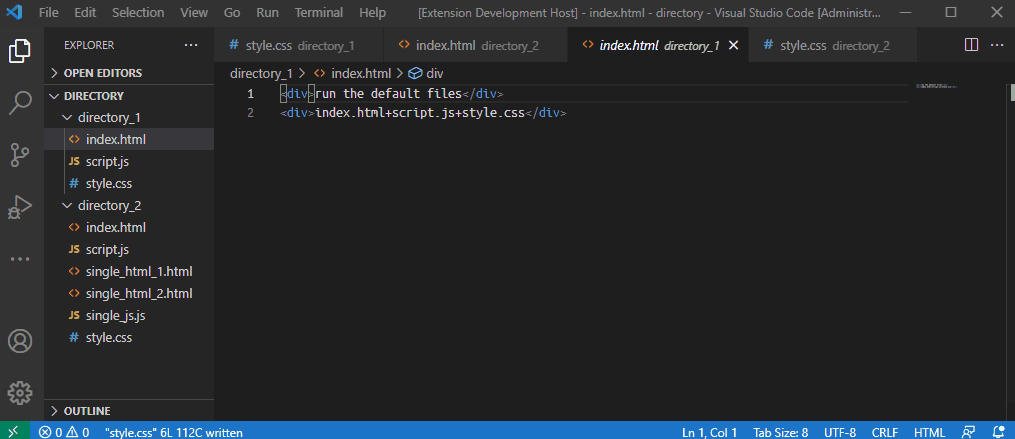 File Edit Selection View Go Run Terminal Help [Extension Development Host] - index.html - directory - Visual Studio Code [Administr...
EXPLORER
OPEN EDITORS
DIRECTORY
directory_1
index.html
JS script.js
# style.css
directory_2
index.html
JS script.js
single_html_1.html
single_html_2.html
JS single_js.js
# style.css
OUTLINE
# style.css directory_1 index.html directory_2 index.html directory_1 # style.css directory_2
directory_1 > index.html > div
1 <div>run the default files</div>
2 <div>index.html+script.js+style.css</div>
0 0 "style.css" 6L 112C written Ln 1, Col 1 Tab Size: 8 UTF-8 CRLF HTML